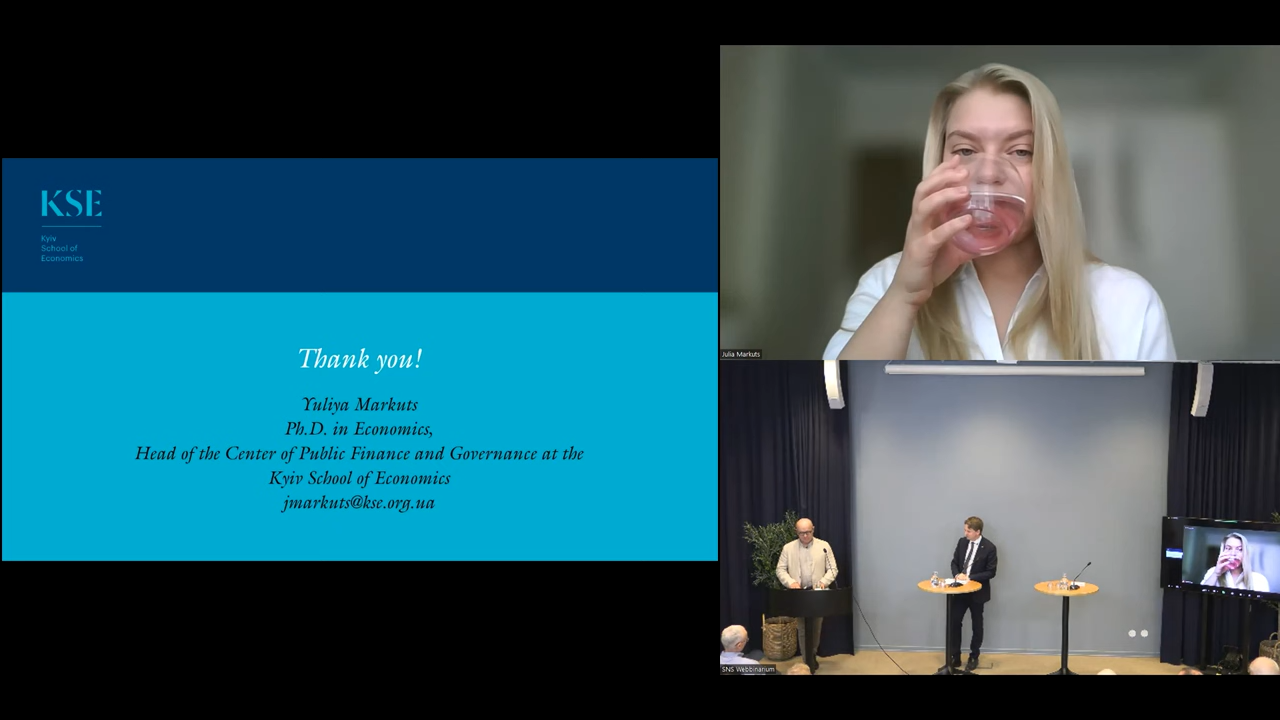 KSE
Kyiv
School of
Economics
Thank you!
Yuliya Markuts
Ph.D. in Economics,
Head of the Center of Public Finance and Governance at the
Kyiv School of Economics
jmarkuts@kse.org.ua
Julia Markuts
SNS Webbinarium